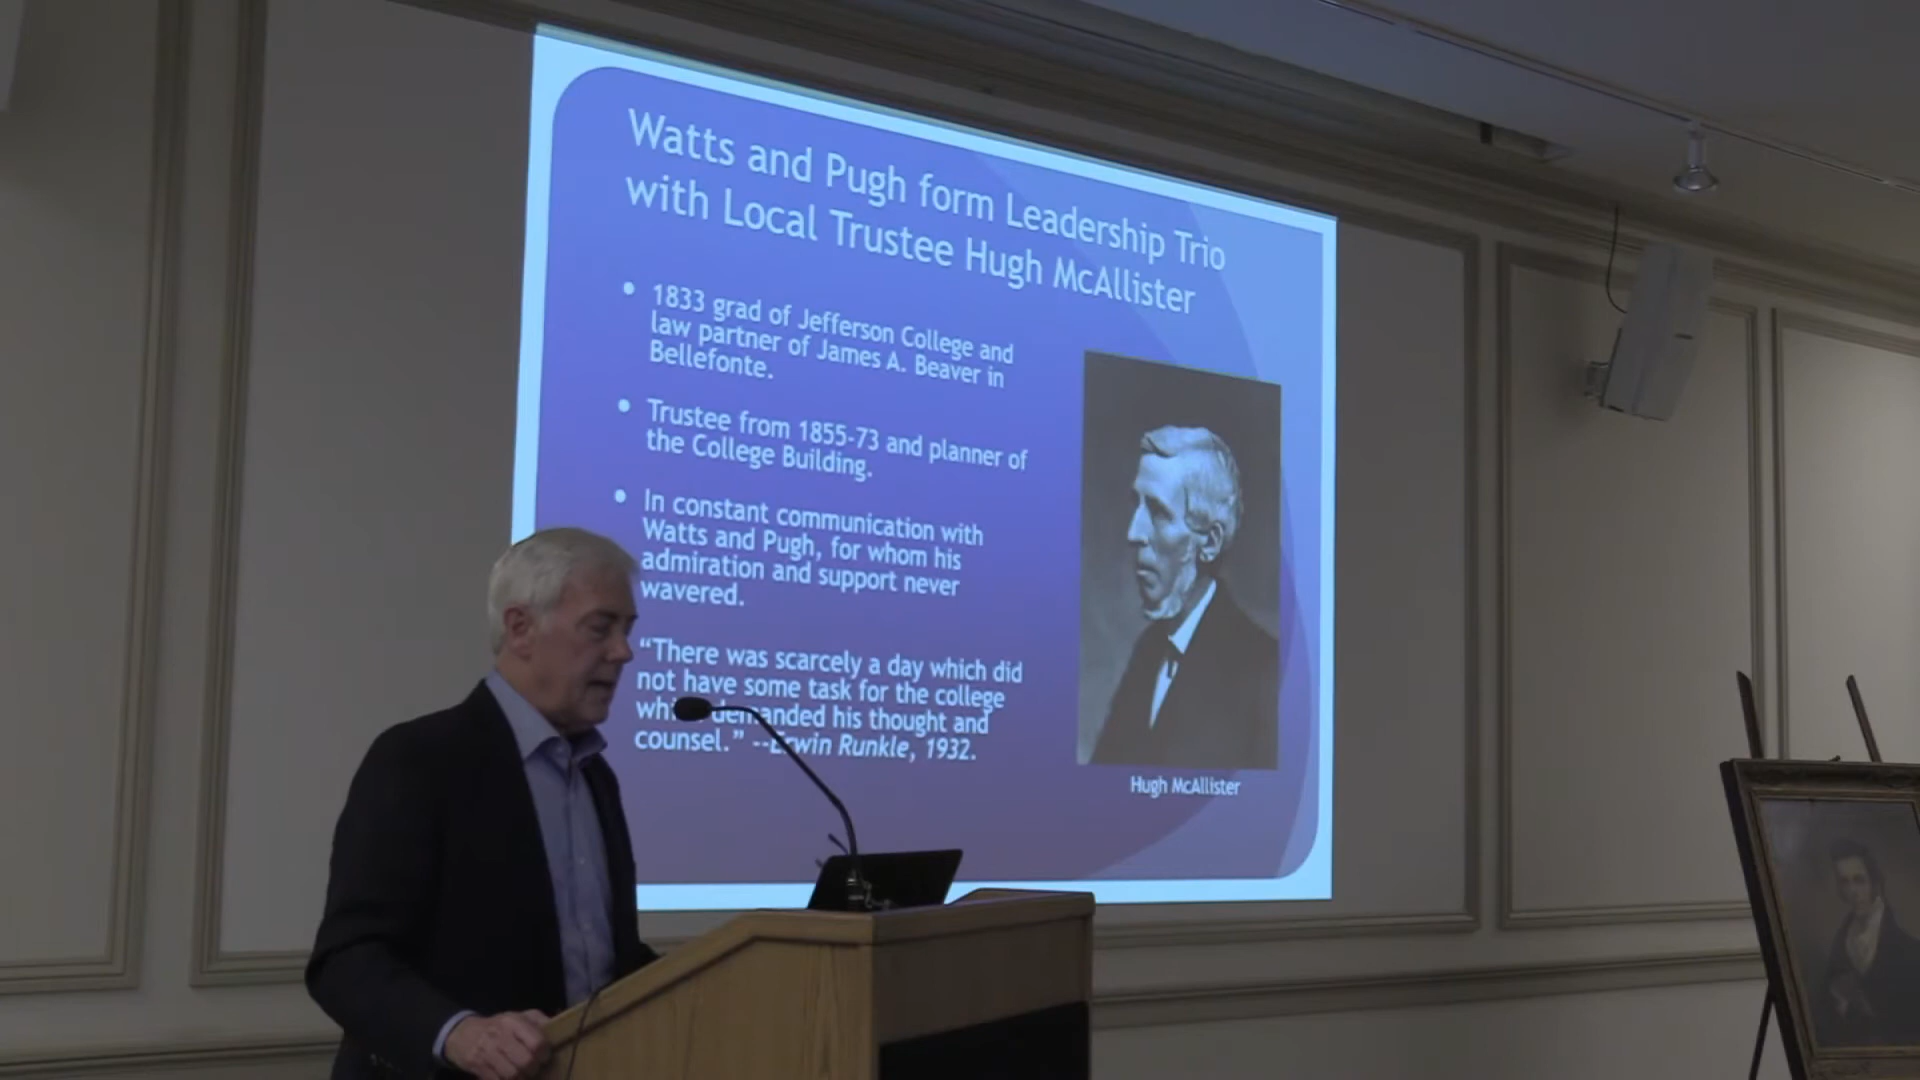 Watts and Pugh form Leadership Trio
with Local Trustee Hugh McAllister
• 1833 grad of Jefferson College and
law partner of James A. Beaver in
Bellefonte.
• Trustee from 1855-73 and planner of
the College Building.
• In constant communication with
Watts and Pugh, for whom his
admiration and support never
wavered.
“There was scarcely a day which did
not have some task for the college
demanded his thought and
counsel.” --Erwin Runkle, 1932.
Hugh McAllister